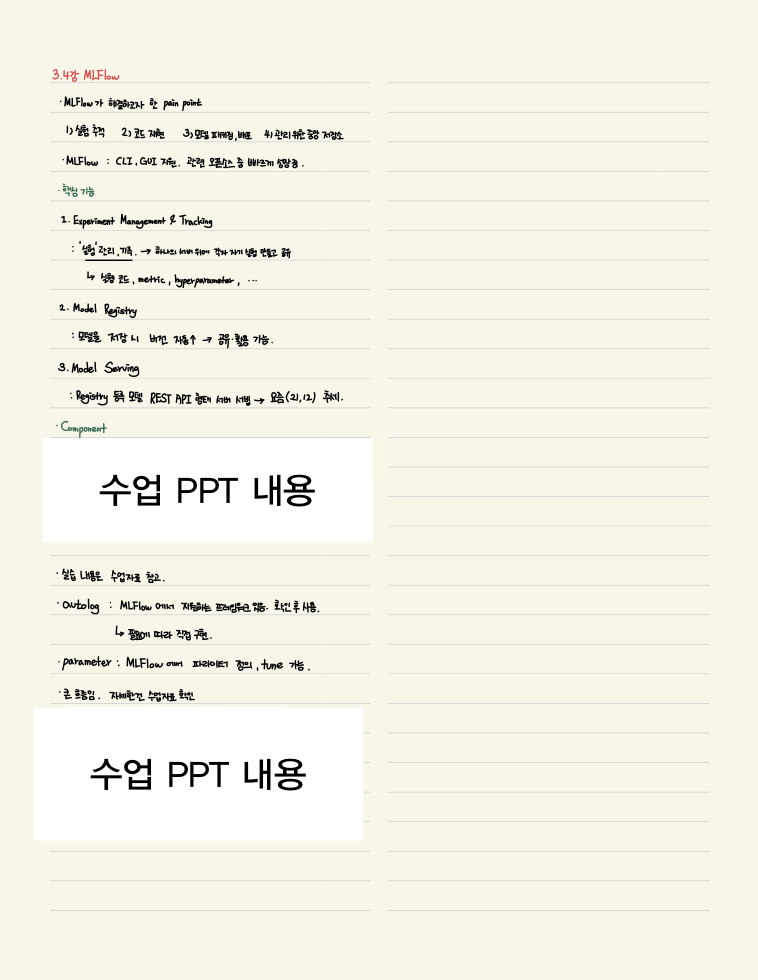 3.4강 MLFlow
· MLFlow가 해결하고자 한 pain point
1) 실험 추적 2) 코드 재현 3) 모델 패키징, 배포 4) 관리 위한 중앙 저장소
· MLFlow : CLI, GUI 지원. 관련 오픈소스 중 빠르게 성장중.
· 핵심 기능
1. Experiment Management & Tracking
: '실험' 관리, 기록. → 하나의 서버 위에 각자 자기 실험 만들고 공유
↳ 실험 코드, metric, hyperparameter, ...
2. Model Registry
: 모델을 저장 시 버전 자동↑ → 공유·활용 가능.
3. Model Serving
: Registry 등록 모델 REST API 형태 서버 서빙 → 요즘(21,12) 추세.
· Component
수업 PPT 내용
· 실습 내용은 수업자료 참고.
· autolog : MLFlow에서 지원하는 프레임워크 있음. 확인 후 사용.
↳ 필요에 따라 직접 구현.
· parameter : MLFlow에서 파라미터 정의, tune 가능.
· 큰 흐름임. 자세한건 수업자료 확인
수업 PPT 내용